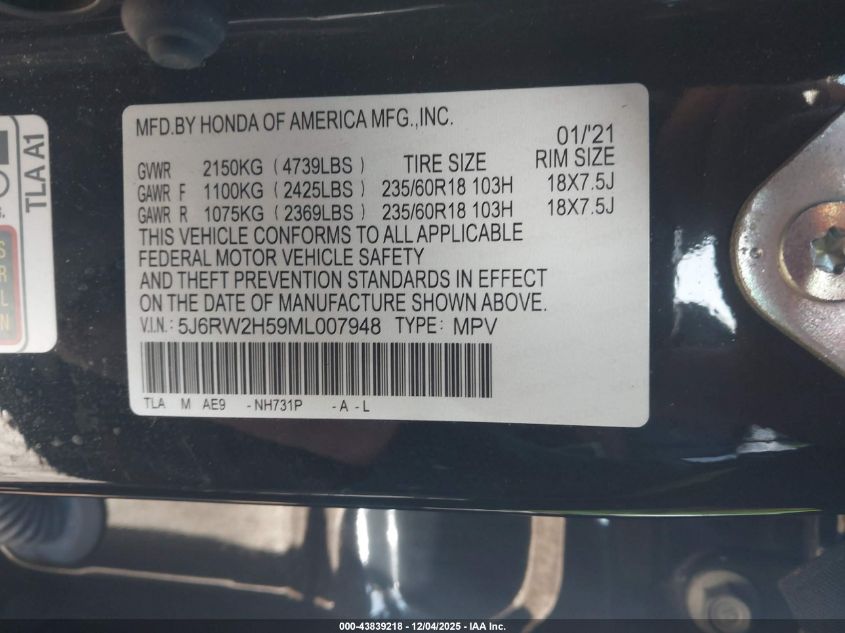 MFD.BY HONDA OF AMERICA MFG.,INC.
01/'21
GVWR 2150KG ( 4739LBS ) TIRE SIZE RIM SIZE
GAWR F 1100KG ( 2425LBS ) 235/60R18 103H 18X7.5J
GAWR R 1075KG ( 2369LBS ) 235/60R18 103H 18X7.5J
THIS VEHICLE CONFORMS TO ALL APPLICABLE
FEDERAL MOTOR VEHICLE SAFETY
AND THEFT PREVENTION STANDARDS IN EFFECT
ON THE DATE OF MANUFACTURE SHOWN ABOVE.
V.I.N.: 5J6RW2H59ML007948 TYPE: MPV
TLA M AE9 -NH731P -A -L
TLA A1
000-43839218 - 12/04/2025 - IAA Inc.